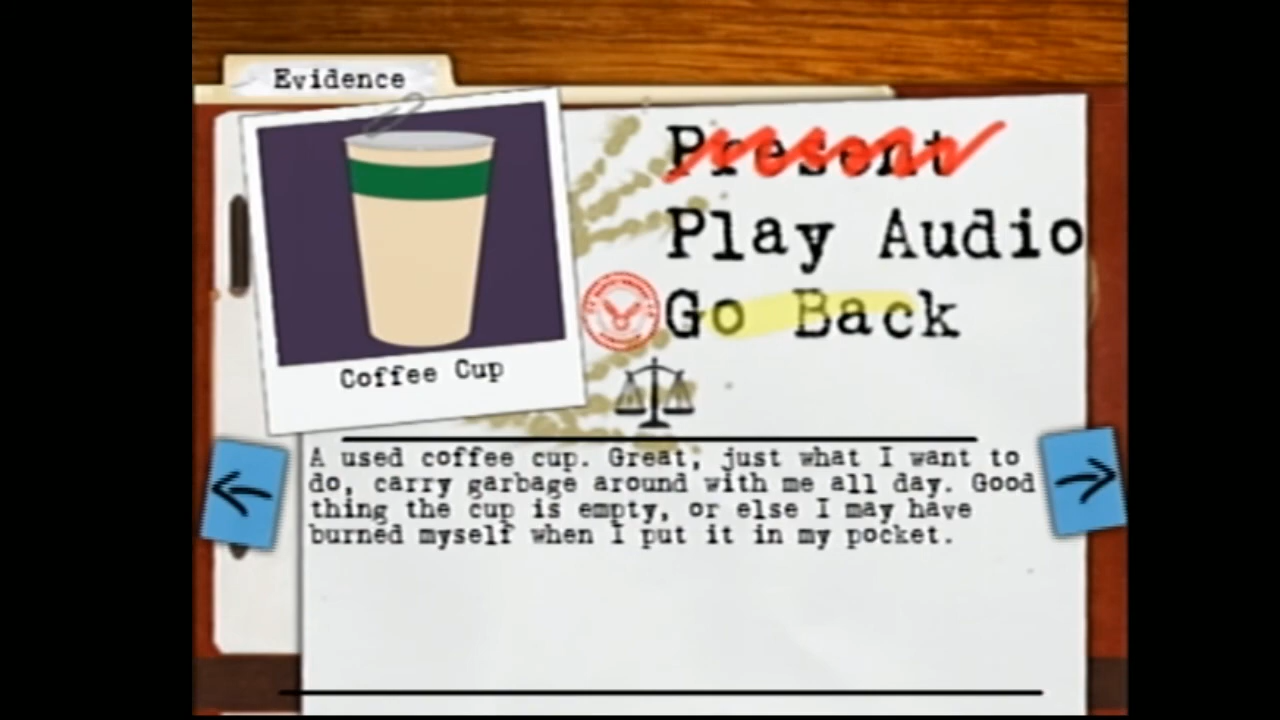 Evidence
Present
Play Audio
Go Back
Coffee Cup
A used coffee cup. Great, just what I want to
do, carry garbage around with me all day. Good
thing the cup is empty, or else I may have
burned myself when I put it in my pocket.